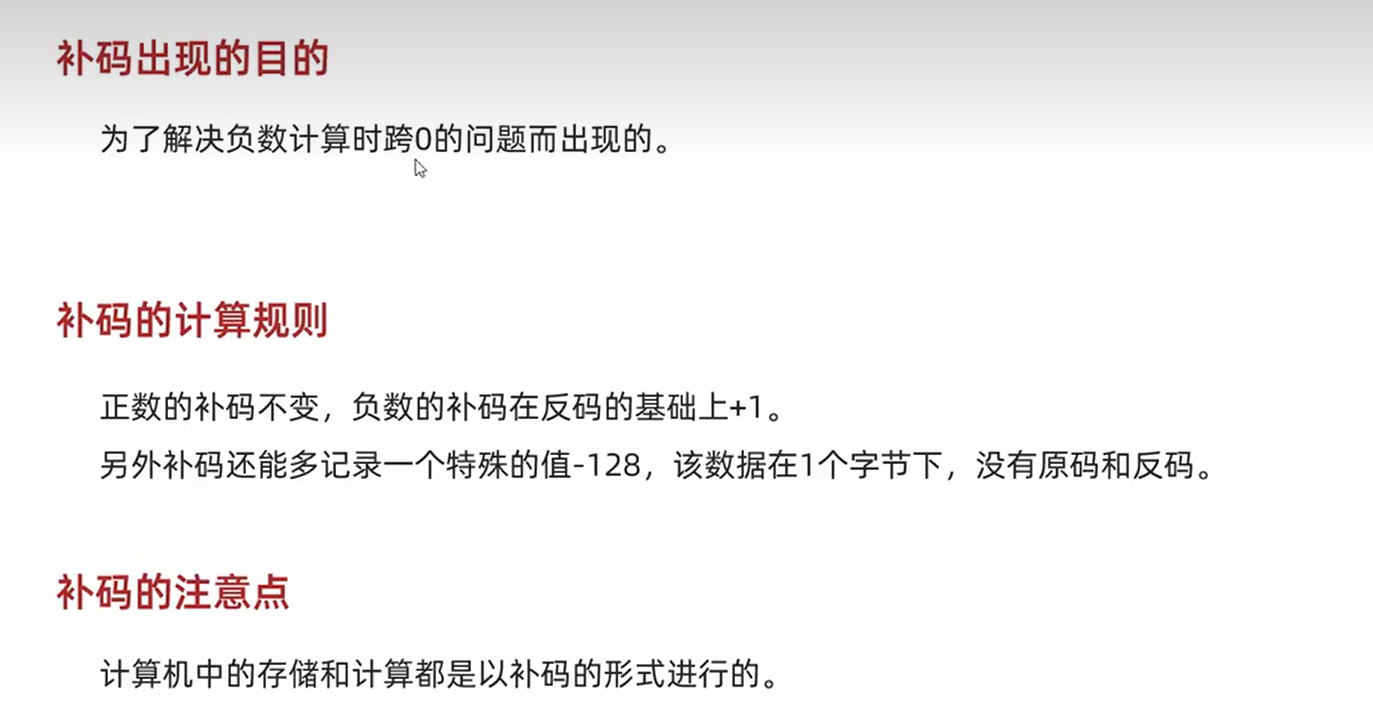 补码出现的目的
为了解决负数计算时跨0的问题而出现的。
补码的计算规则
正数的补码不变，负数的补码在反码的基础上+1。
另外补码还能多记录一个特殊的值-128，该数据在1个字节下，没有原码和反码。
补码的注意点
计算机中的存储和计算都是以补码的形式进行的。